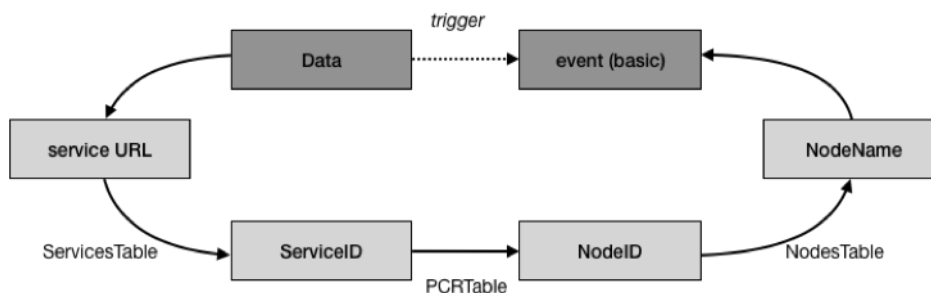 trigger
Data
event (basic)
service URL
NodeName
ServicesTable
ServiceID
PCRTable
NodeID
NodesTable